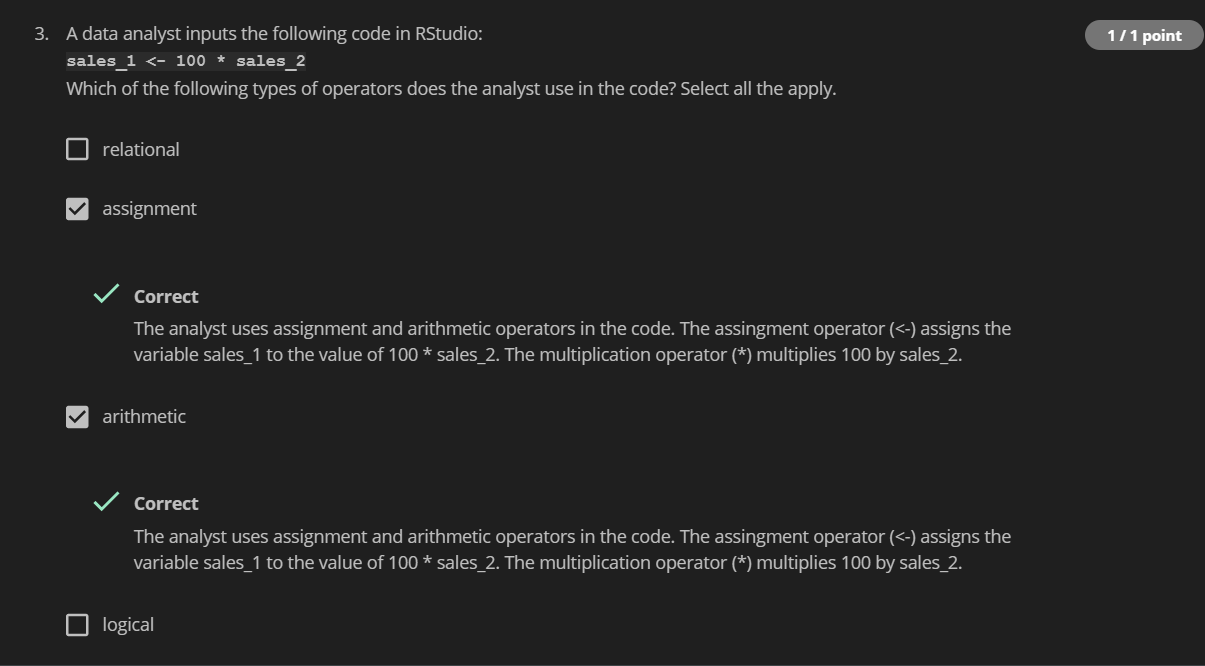 3. A data analyst inputs the following code in RStudio:
1 / 1 point
sales_1 <- 100 * sales_2
Which of the following types of operators does the analyst use in the code? Select all the apply.
relational
assignment
Correct
The analyst uses assignment and arithmetic operators in the code. The assingment operator (<-) assigns the
variable sales_1 to the value of 100 * sales_2. The multiplication operator (*) multiplies 100 by sales_2.
arithmetic
Correct
The analyst uses assignment and arithmetic operators in the code. The assingment operator (<-) assigns the
variable sales_1 to the value of 100 * sales_2. The multiplication operator (*) multiplies 100 by sales_2.
logical